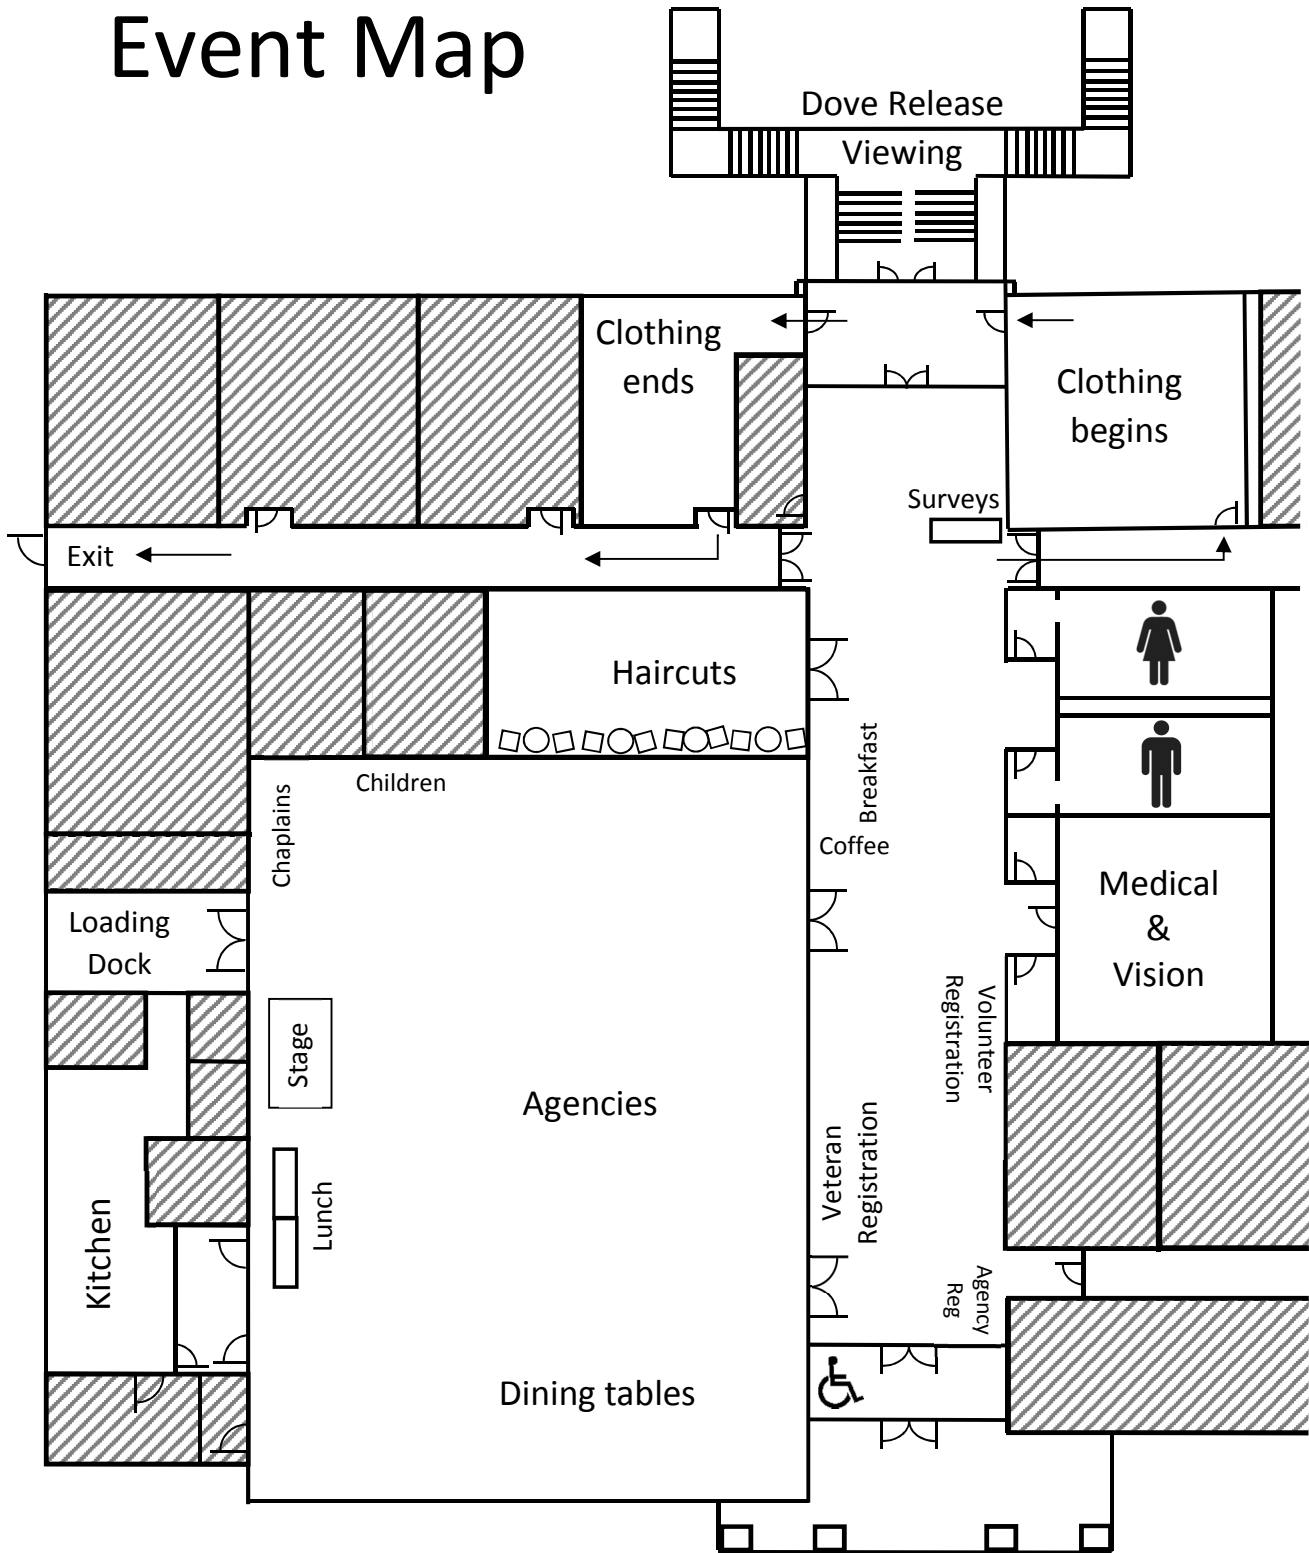 Event Map
Dove Release
Viewing
Clothing
ends
Clothing
begins
Surveys
Exit
Haircuts
Breakfast
Children
Chaplains
Coffee
Medical
&
Vision
Loading
Dock
Volunteer
Registration
Stage
Agencies
Veteran
Registration
Lunch
Kitchen
Agency
Reg
Dining tables